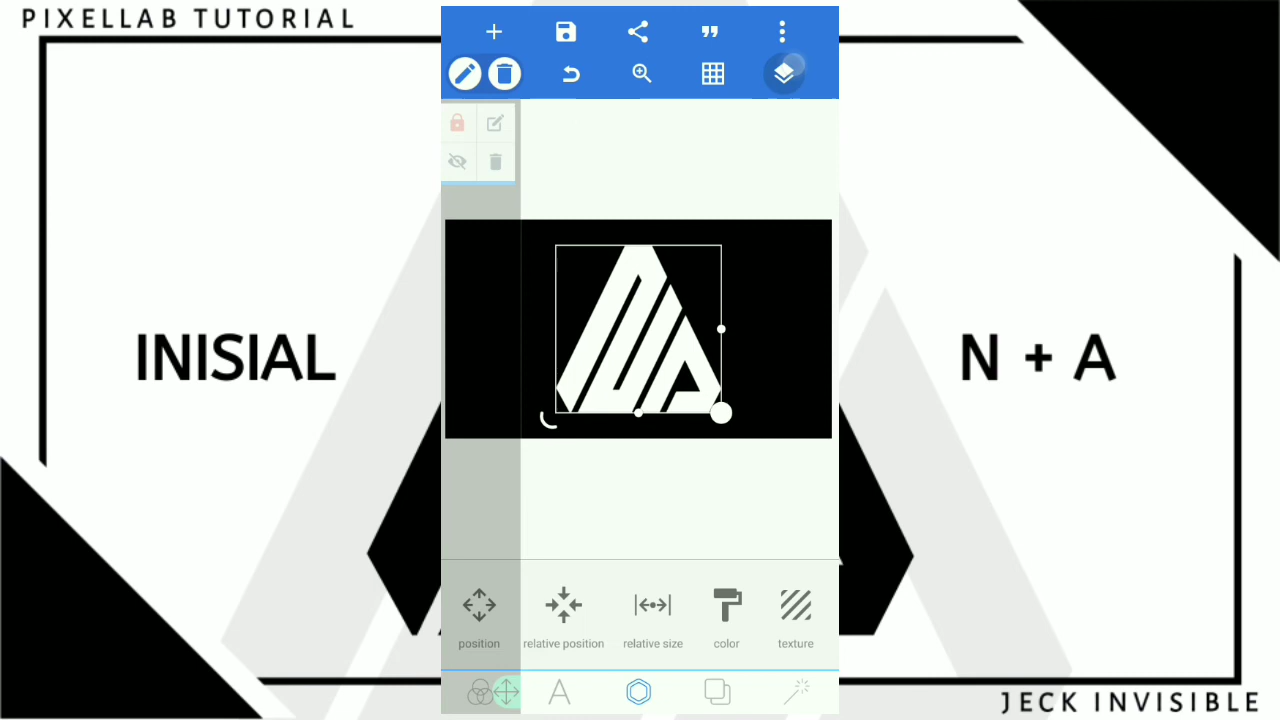 PIXELLAB TUTORIAL
INISIAL
N + A
position
relative position
relative size
color
texture
JECK INVISIBLE